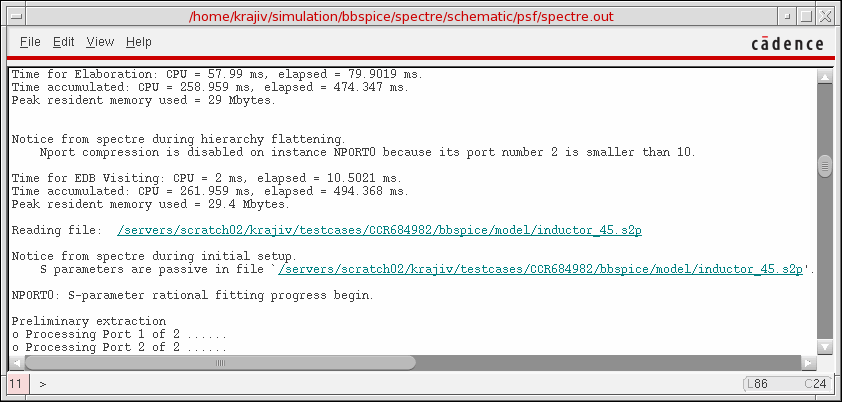 /home/krajiv/simulation/bbspice/spectre/schematic/psf/spectre.out
File Edit View Help
cādence
Time for Elaboration: CPU = 57.99 ms, elapsed = 79.9019 ms.
Time accumulated: CPU = 258.959 ms, elapsed = 474.347 ms.
Peak resident memory used = 29 Mbytes.
Notice from spectre during hierarchy flattening.
Nport compression is disabled on instance NPORT0 because its port number 2 is smaller than 10.
Time for EDB Visiting: CPU = 2 ms, elapsed = 10.5021 ms.
Time accumulated: CPU = 261.959 ms, elapsed = 494.368 ms.
Peak resident memory used = 29.4 Mbytes.
Reading file: /servers/scratch02/krajiv/testcases/CCR684982/bbspice/model/inductor_45.s2p
Notice from spectre during initial setup.
S parameters are passive in file `/servers/scratch02/krajiv/testcases/CCR684982/bbspice/model/inductor_45.s2p'.
NPORT0: S-parameter rational fitting progress begin.
Preliminary extraction
o Processing Port 1 of 2 ......
o Processing Port 2 of 2 ......
11 >
L86 C24